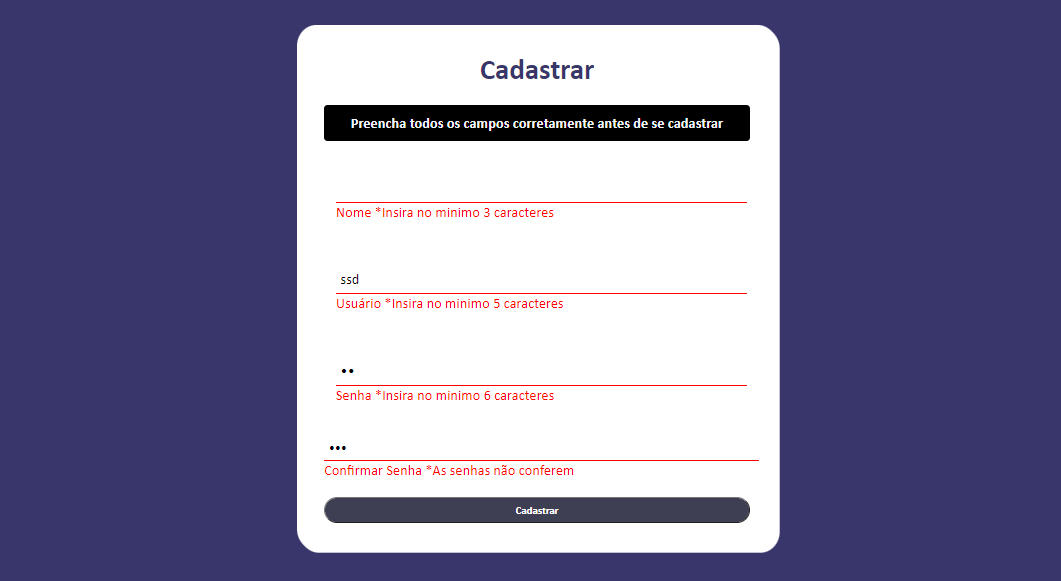 Cadastrar
Preencha todos os campos corretamente antes de se cadastrar
Nome *Insira no minimo 3 caracteres
ssd
Usuário *Insira no minimo 5 caracteres
••
Senha *Insira no minimo 6 caracteres
•••
Confirmar Senha *As senhas não conferem
Cadastrar